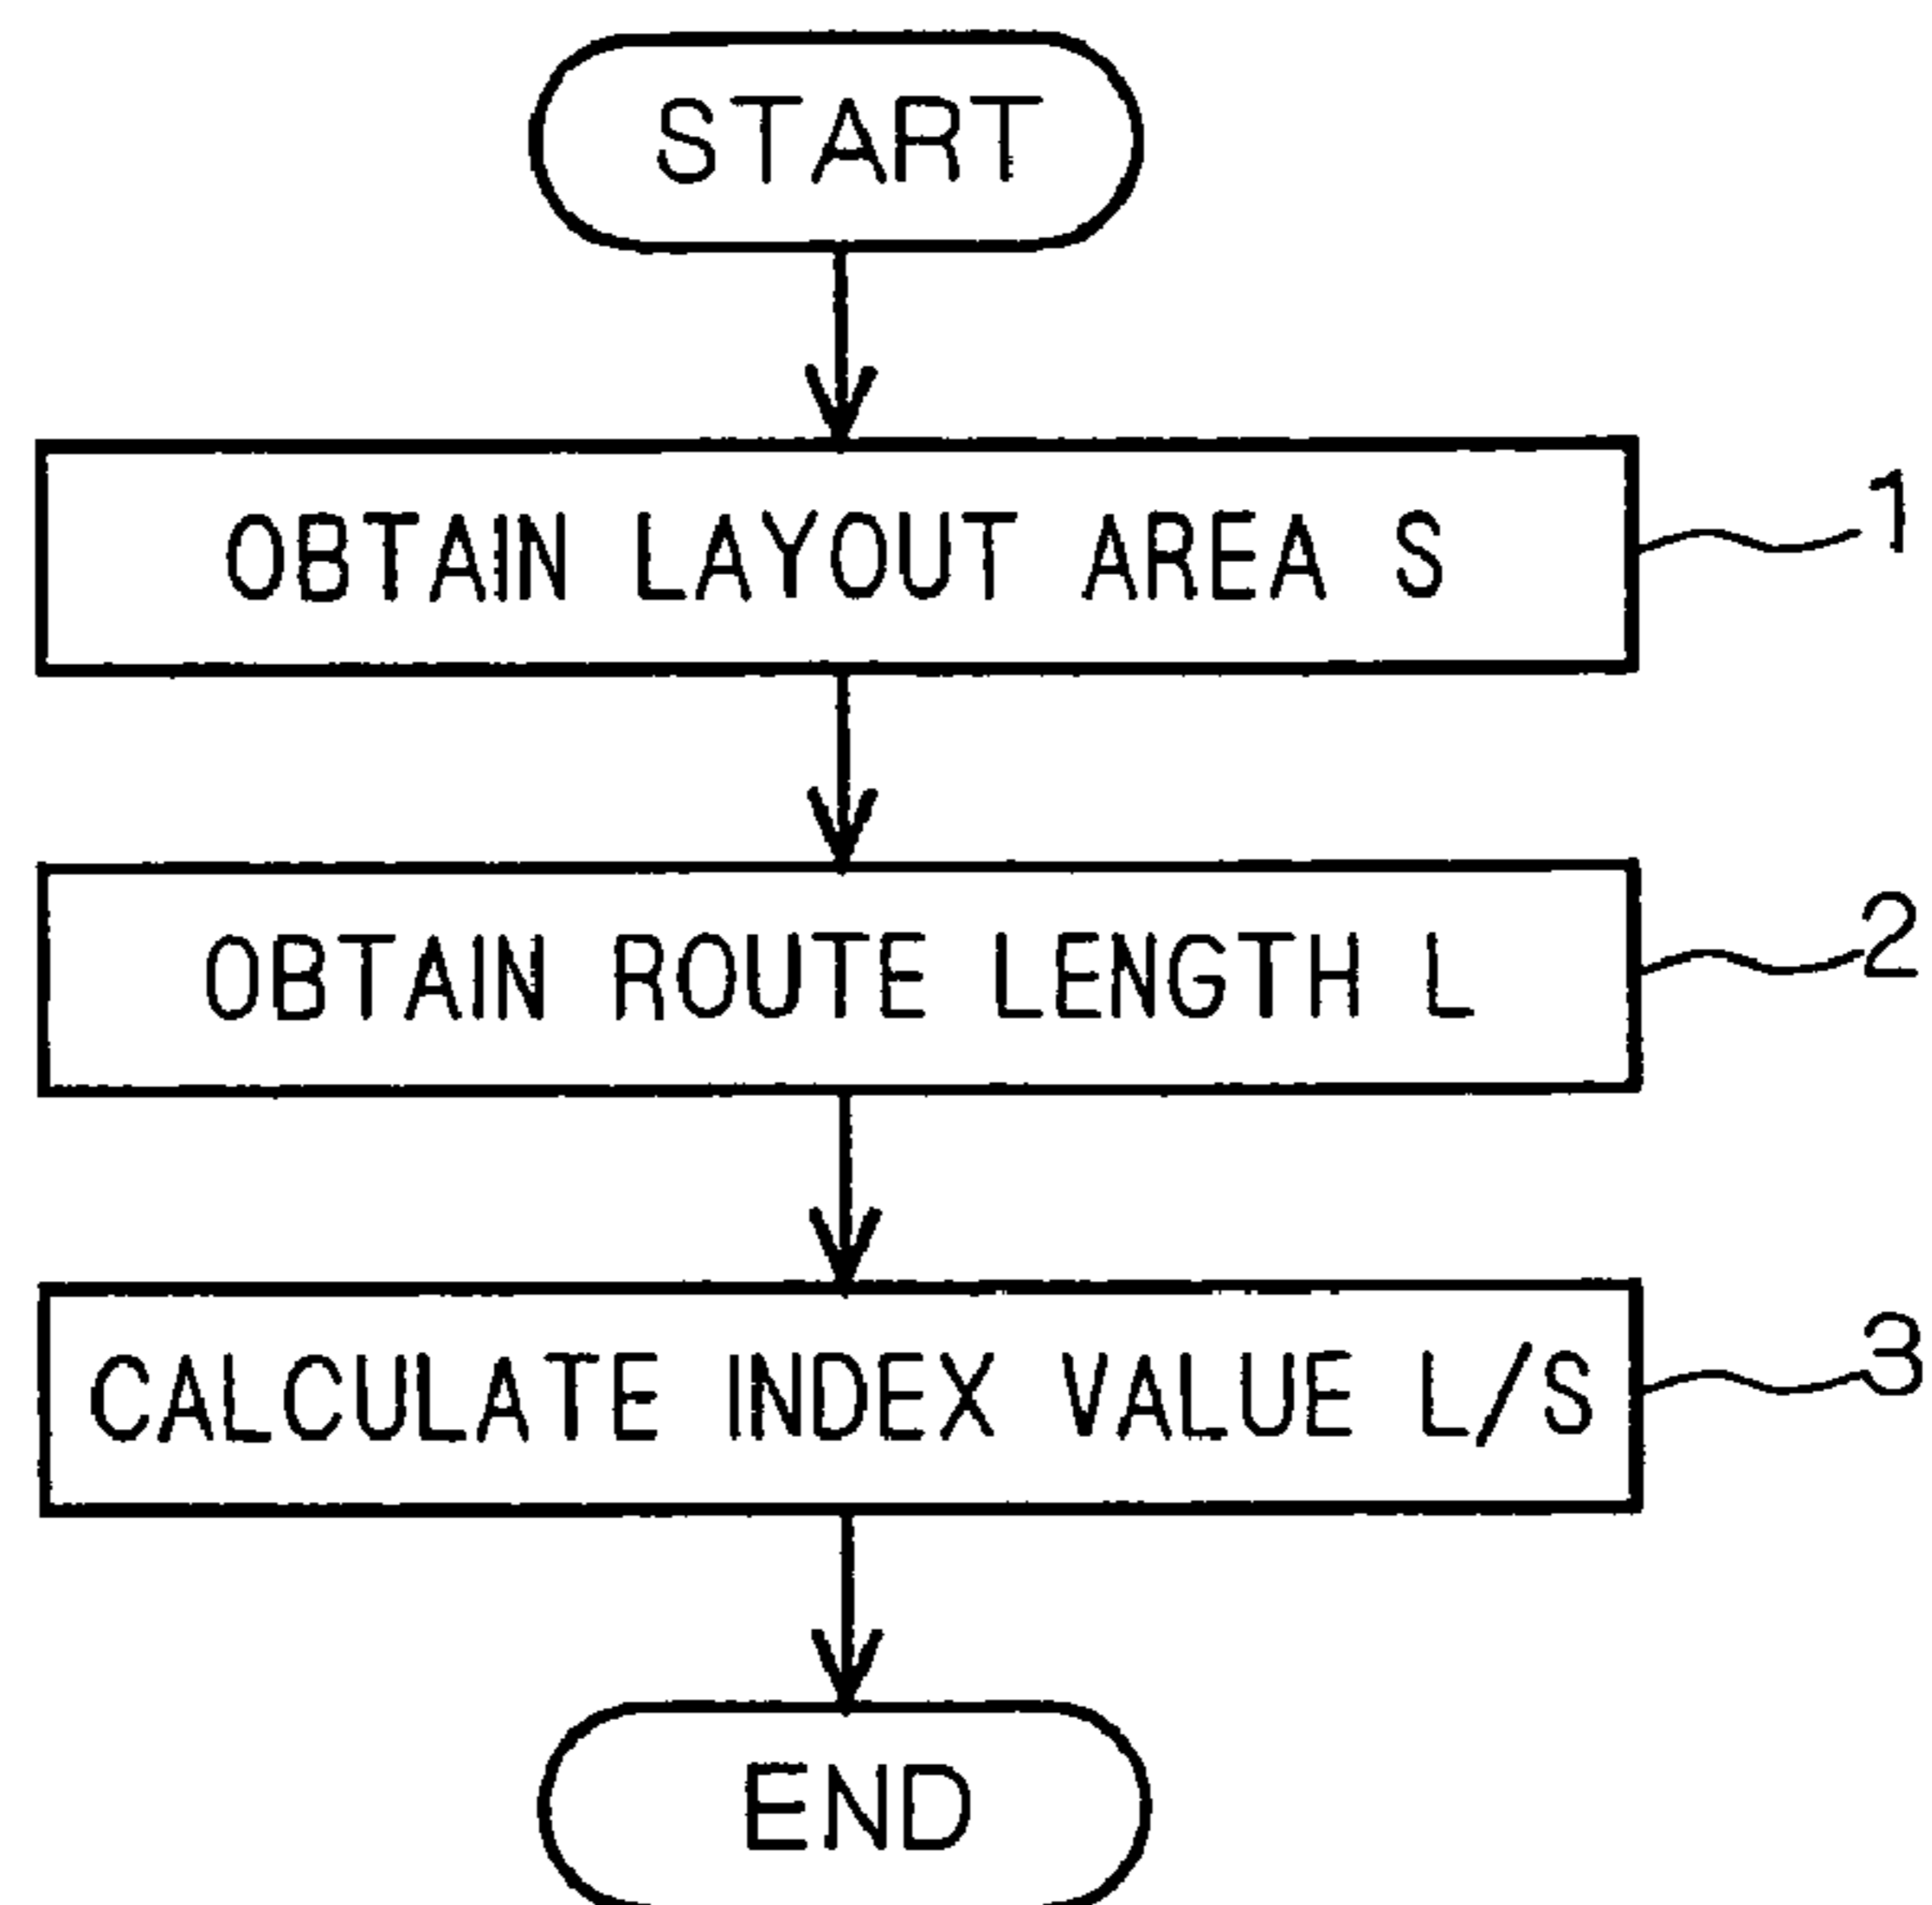 START
OBTAIN LAYOUT AREA S
1
OBTAIN ROUTE LENGTH L
2
CALCULATE INDEX VALUE L/S
3
END